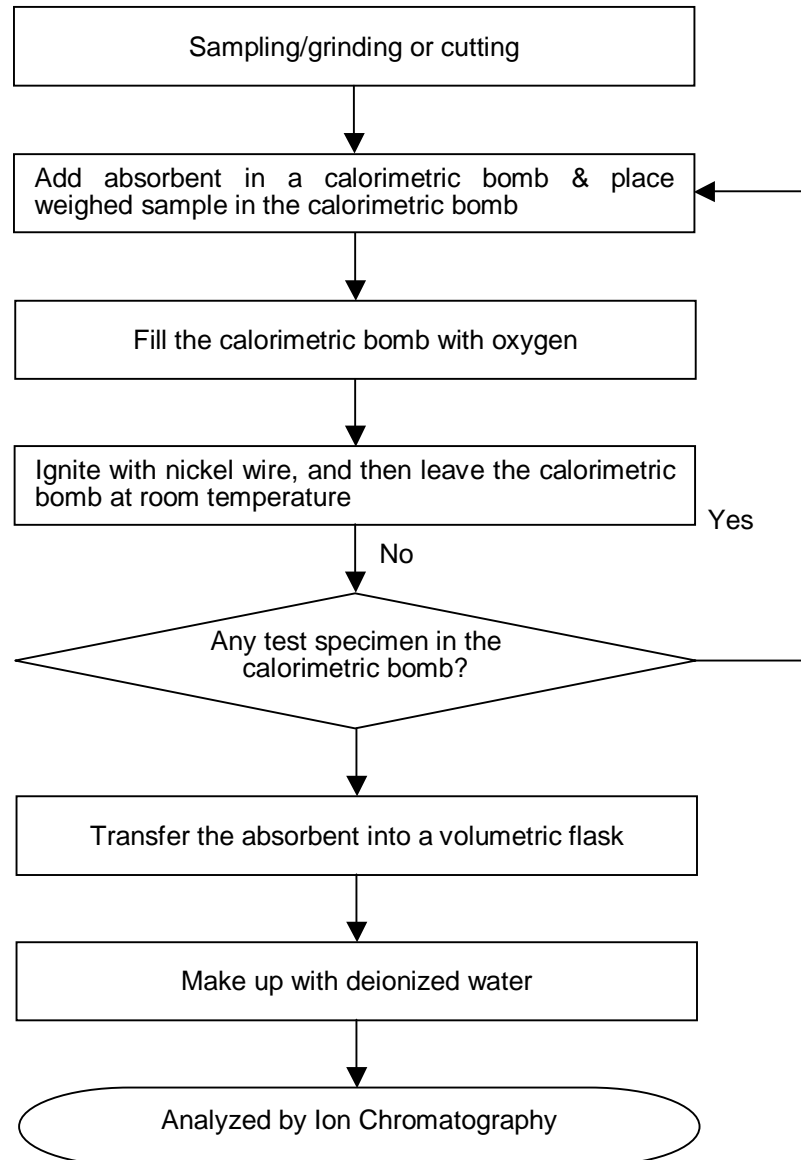 Sampling/grinding or cutting
Add absorbent in a calorimetric bomb & place
weighed sample in the calorimetric bomb
Fill the calorimetric bomb with oxygen
Ignite with nickel wire, and then leave the calorimetric
bomb at room temperature
Yes
No
Any test specimen in the
calorimetric bomb?
Transfer the absorbent into a volumetric flask
Make up with deionized water
Analyzed by Ion Chromatography